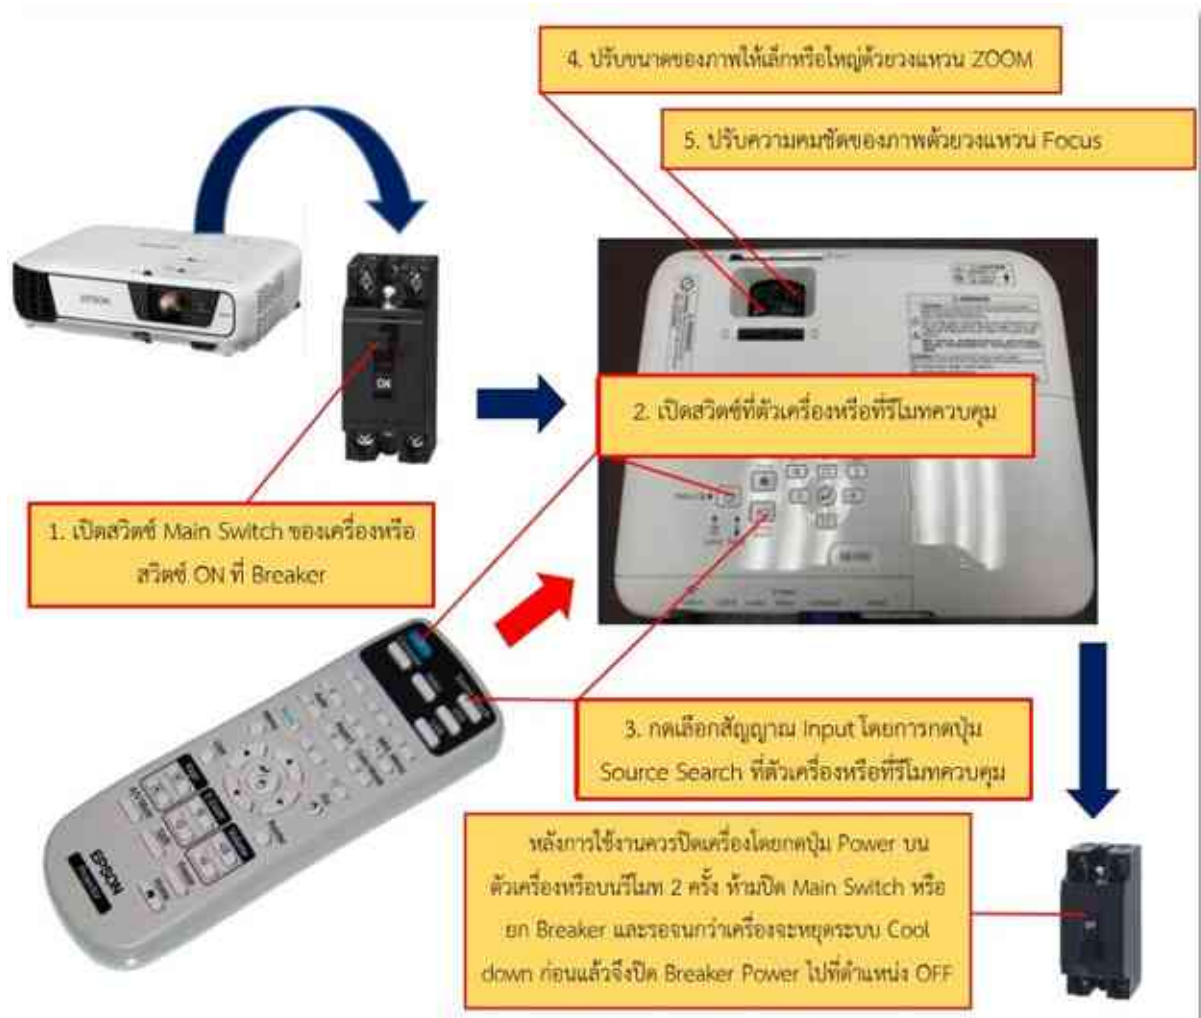 4. ปรับขนาดของภาพให้เล็กหรือใหญ่ด้วยวงแหวน ZOOM
5. ปรับความคมชัดของภาพด้วยวงแหวน Focus
EPSON
ON
2. เปิดสวิตซ์ที่ตัวเครื่องหรือที่รีโมทควบคุม
1. เปิดสวิตซ์ Main Switch ของเครื่องหรือ
สวิตซ์ ON ที่ Breaker
3. กดเลือกสัญญาณ Input โดยการกดปุ่ม
Source Search ที่ตัวเครื่องหรือที่รีโมทควบคุม
EPSON
หลังการใช้งานควรปิดเครื่องโดยกดปุ่ม Power บน
ตัวเครื่องหรือบนรีโมท 2 ครั้ง ห้ามปิด Main Switch หรือ
ยก Breaker และรอจนกว่าเครื่องจะหยุดระบบ Cool
down ก่อนแล้วจึงปิด Breaker Power ไปที่ตำแหน่ง OFF